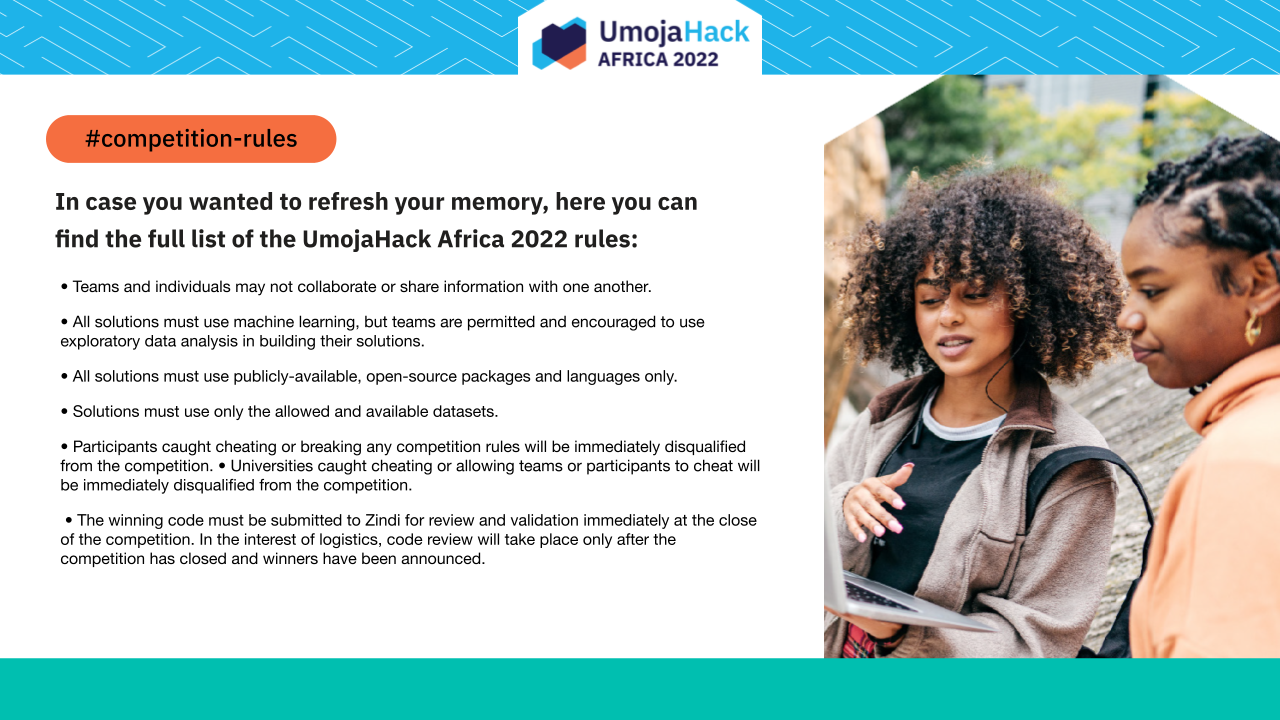 UmojaHack
AFRICA 2022
#competition-rules
In case you wanted to refresh your memory, here you can
find the full list of the UmojaHack Africa 2022 rules:
• Teams and individuals may not collaborate or share information with one another.
• All solutions must use machine learning, but teams are permitted and encouraged to use
exploratory data analysis in building their solutions.
• All solutions must use publicly-available, open-source packages and languages only.
• Solutions must use only the allowed and available datasets.
• Participants caught cheating or breaking any competition rules will be immediately disqualified
from the competition. • Universities caught cheating or allowing teams or participants to cheat will
be immediately disqualified from the competition.
• The winning code must be submitted to Zindi for review and validation immediately at the close
of the competition. In the interest of logistics, code review will take place only after the
competition has closed and winners have been announced.